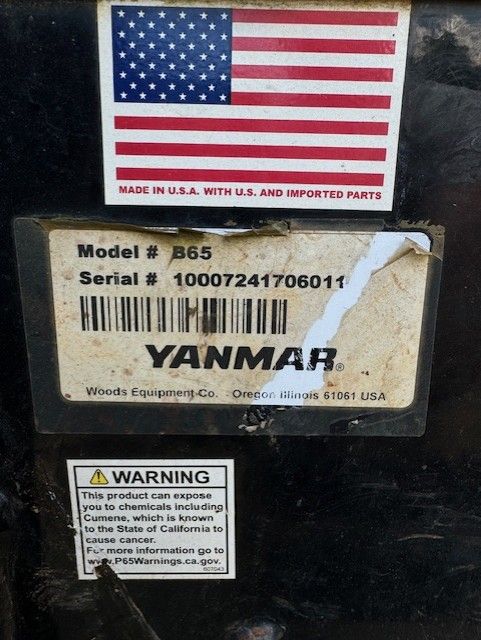 MADE IN U.S.A. WITH U.S. AND IMPORTED PARTS
Model # B65
Serial # 10007241706011
YANMAR®
Woods Equipment Co. Oregon Illinois 61061 USA
WARNING
This product can expose
you to chemicals including
Cumene, which is known
to the State of California to
cause cancer.
For more information go to
www.P65Warnings.ca.gov.